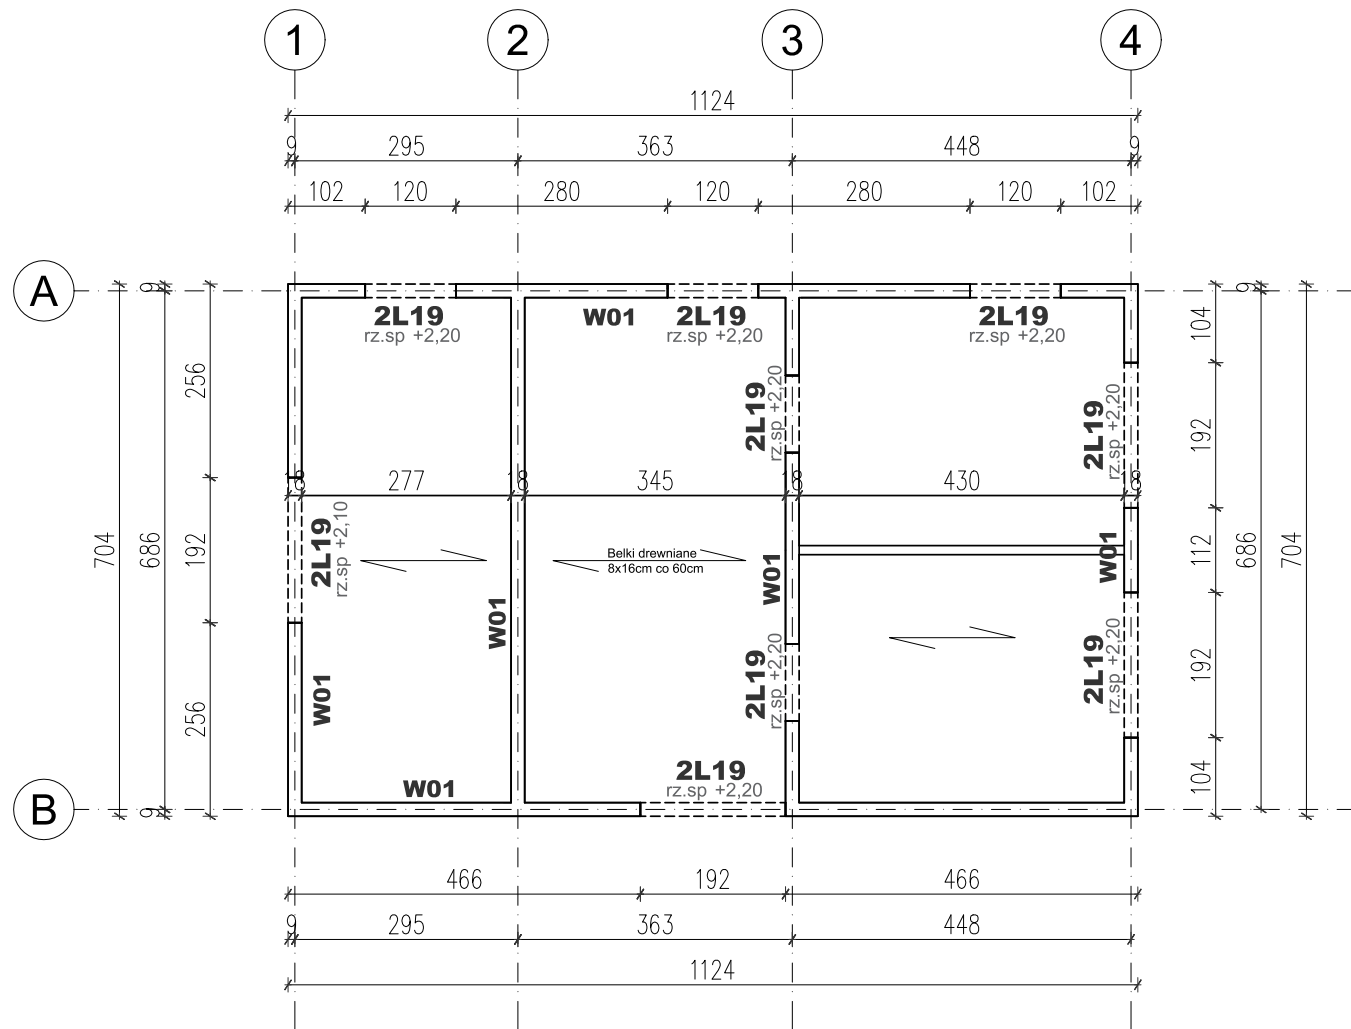 1 2 3 4
1124
9 295 363 448 9
102 120 280 120 280 120 102
A
9
9
2L19
rz.sp +2,20
W01
2L19
rz.sp +2,20
2L19
rz.sp +2,20
104
256
2L19
rz.sp +2,20
2L19
rz.sp +2,20
192
18 277 18 345 18 430 18
704
686
192
2L19
rz.sp +2,10
Belki drewniane
8x16cm co 60cm
W01
W01
112
686
704
W01
2L19
rz.sp +2,20
2L19
rz.sp +2,20
192
256
W01
2L19
rz.sp +2,20
W01
104
B
9
466 192 466
9 295 363 448
1124